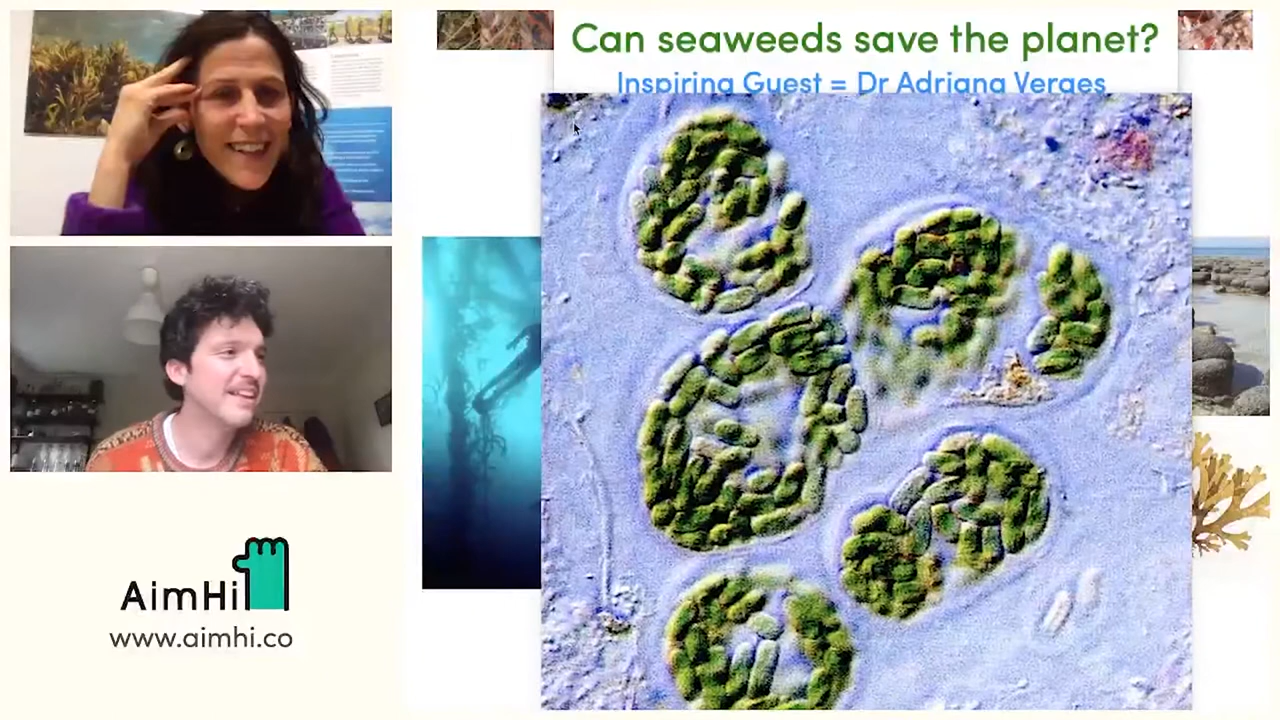 Can seaweeds save the planet?
Inspiring Guest = Dr Adriana Verges
AimHi
www.aimhi.co